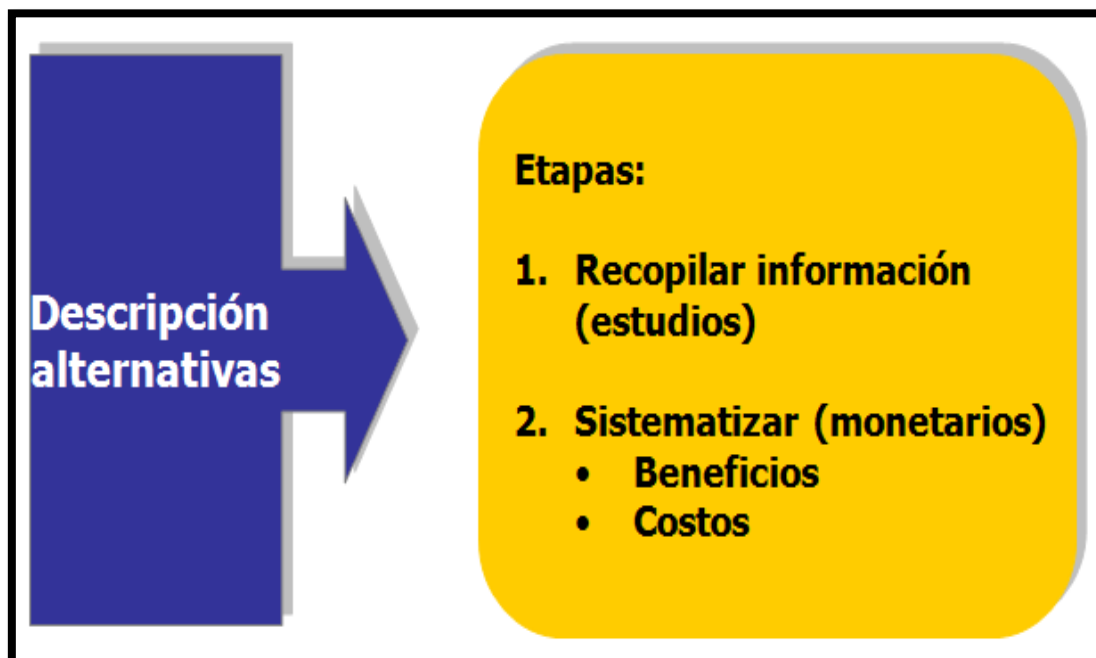 Descripción
alternativas
Etapas:
1. Recopilar información
(estudios)
2. Sistematizar (monetarios)
• Beneficios
• Costos